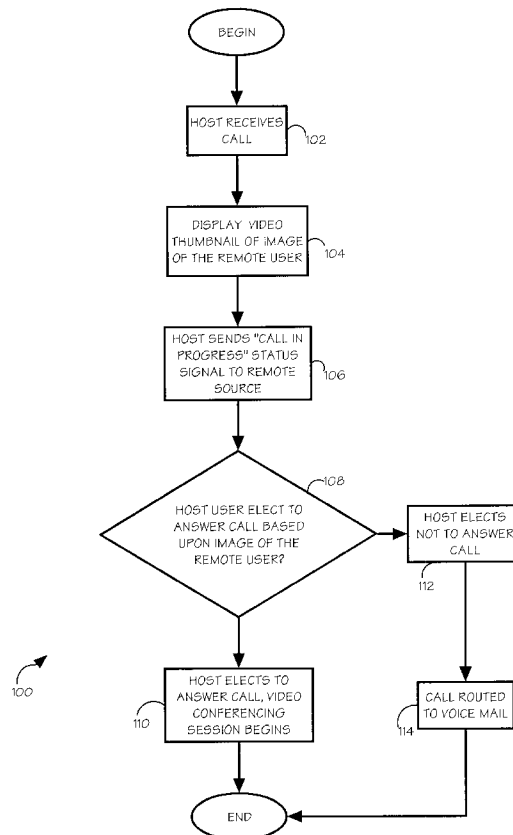 BEGIN
HOST RECEIVES
CALL
102
DISPLAY VIDEO
THUMBNAIL OF IMAGE
OF THE REMOTE USER
104
HOST SENDS "CALL IN
PROGRESS" STATUS
SIGNAL TO REMOTE
SOURCE
106
108
HOST USER ELECT TO
ANSWER CALL BASED
UPON IMAGE OF THE
REMOTE USER?
HOST ELECTS
NOT TO ANSWER
CALL
112
100
HOST ELECTS TO
ANSWER CALL, VIDEO
CONFERENCING
SESSION BEGINS
110
CALL ROUTED
TO VOICE MAIL
114
END